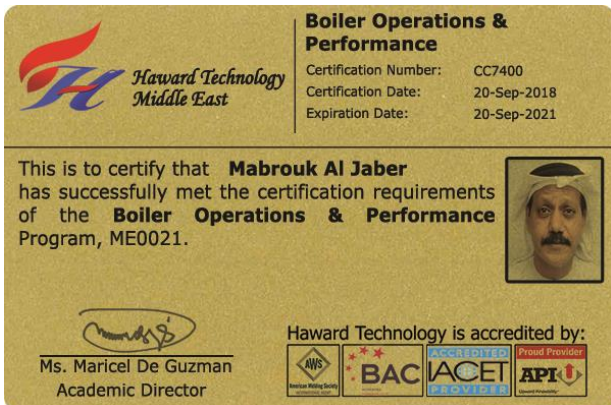 Haward Technology
Middle East
Boiler Operations &
Performance
Certification Number: CC7400
Certification Date: 20-Sep-2018
Expiration Date: 20-Sep-2021
This is to certify that Mabrouk Al Jaber
has successfully met the certification requirements
of the Boiler Operations & Performance
Program, ME0021.
Ms. Maricel De Guzman
Academic Director
Haward Technology is accredited by:
AWS
American Welding Society
BAC
ACCREDITED
IACET
PROVIDER
Proud Provider
API